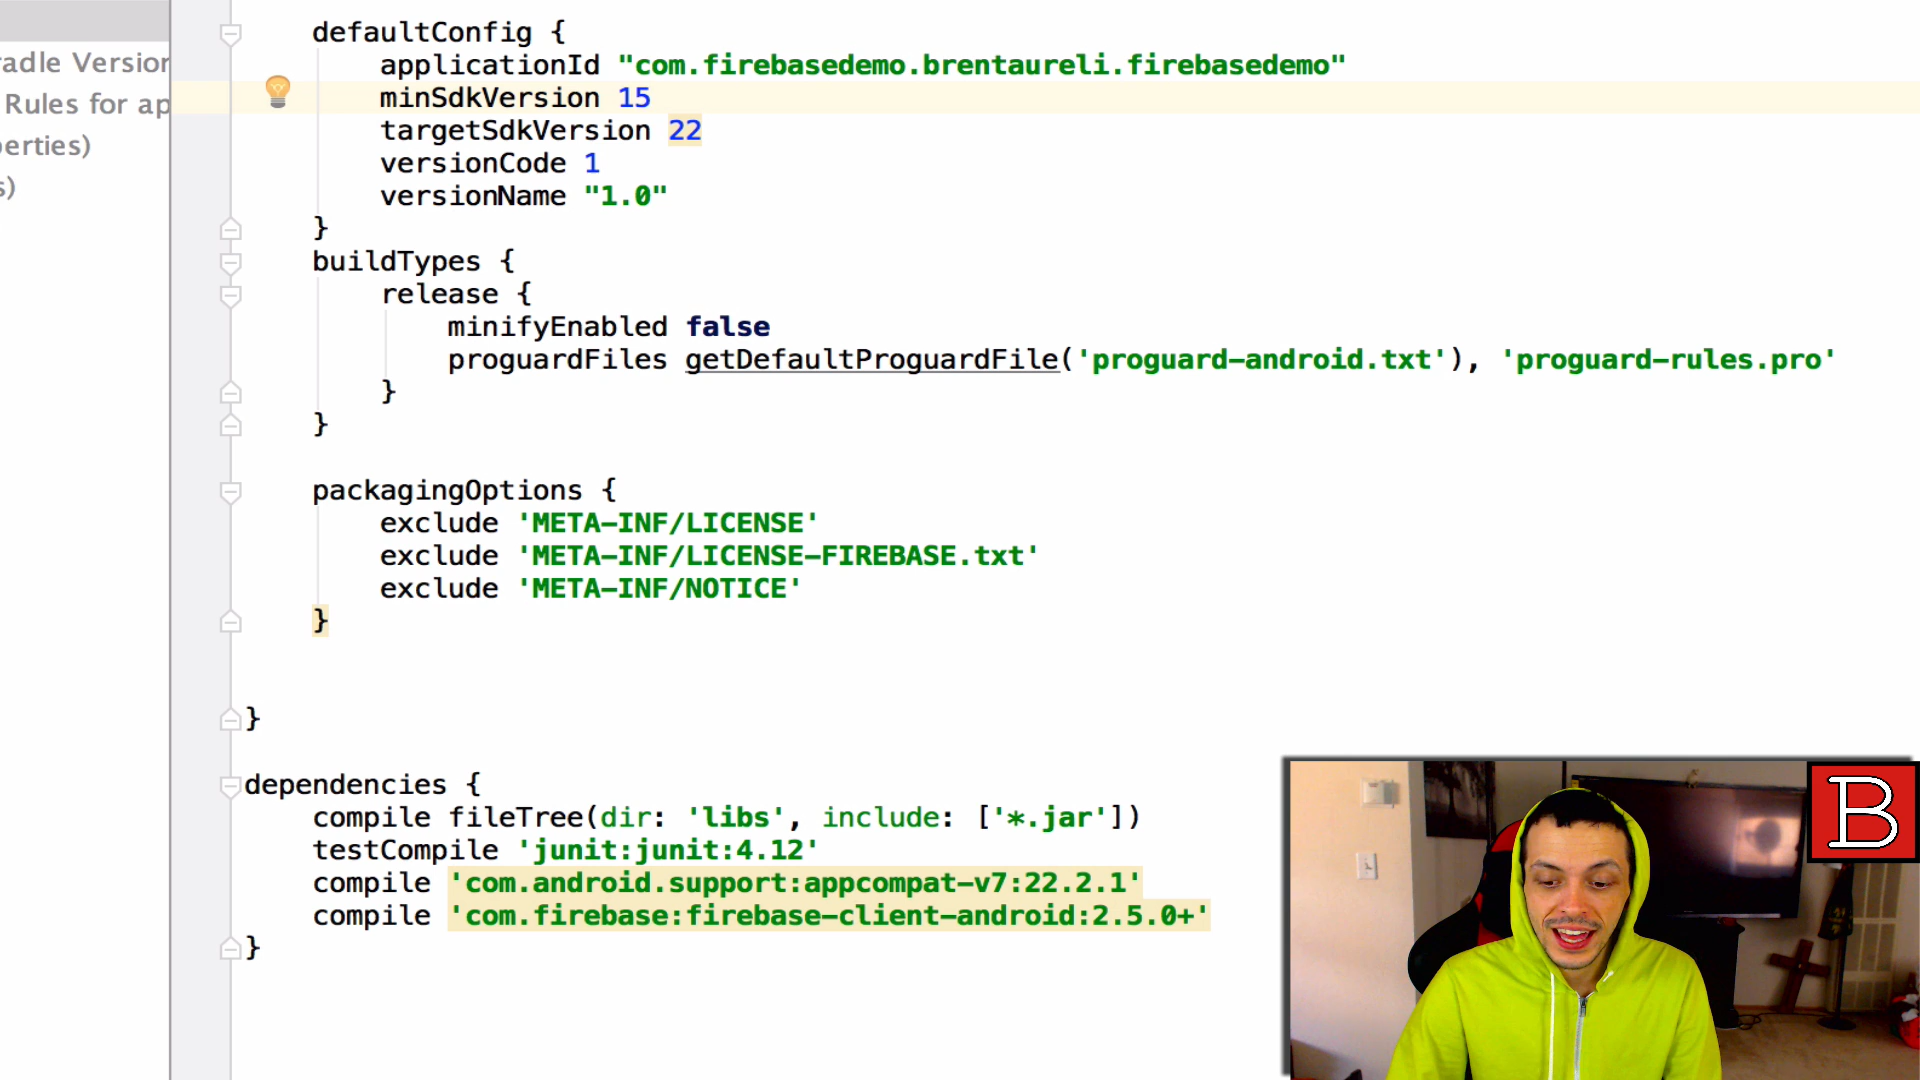 defaultConfig {
applicationId "com.firebasedemo.brentaureli.firebasedemo"
minSdkVersion 15
targetSdkVersion 22
versionCode 1
versionName "1.0"
}
buildTypes {
release {
minifyEnabled false
proguardFiles getDefaultProguardFile('proguard-android.txt'), 'proguard-rules.pro'
}
}
packagingOptions {
exclude 'META-INF/LICENSE'
exclude 'META-INF/LICENSE-FIREBASE.txt'
exclude 'META-INF/NOTICE'
}
}
dependencies {
compile fileTree(dir: 'libs', include: ['*.jar'])
testCompile 'junit:junit:4.12'
compile 'com.android.support:appcompat-v7:22.2.1'
compile 'com.firebase:firebase-client-android:2.5.0+'
}
adle Version
Rules for ap
erties)
s)
B